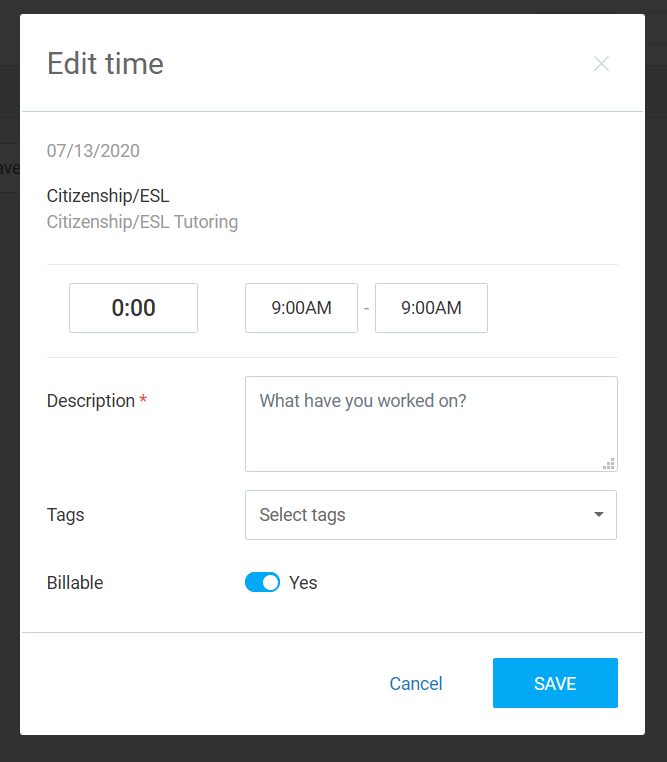 Edit time
07/13/2020
Citizenship/ESL
Citizenship/ESL Tutoring
0:00 9:00AM - 9:00AM
Description * What have you worked on?
Tags Select tags
Billable Yes
Cancel SAVE